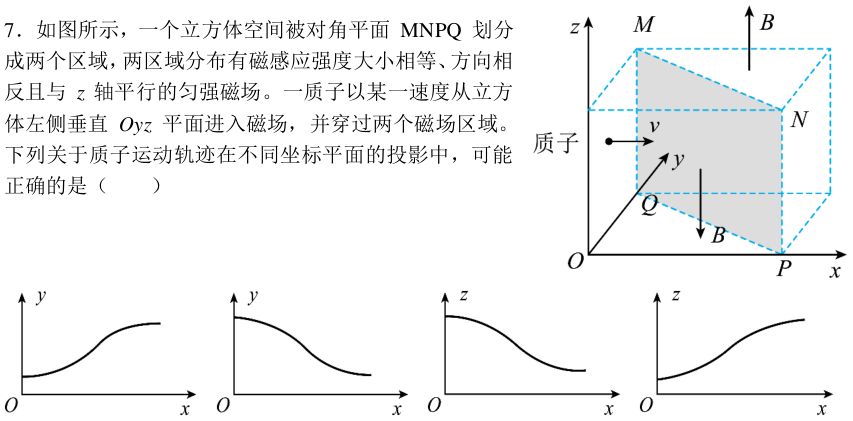 7．如图所示，一个立方体空间被对角平面 MNPQ 划分
成两个区域，两区域分布有磁感应强度大小相等、方向相
反且与 z 轴平行的匀强磁场。一质子以某一速度从立方
体左侧垂直 Oyz 平面进入磁场，并穿过两个磁场区域。
下列关于质子运动轨迹在不同坐标平面的投影中，可能
正确的是（　　）
z M B
N
质子 v y
Q B
O P x
y y z z
O x O x O x O x